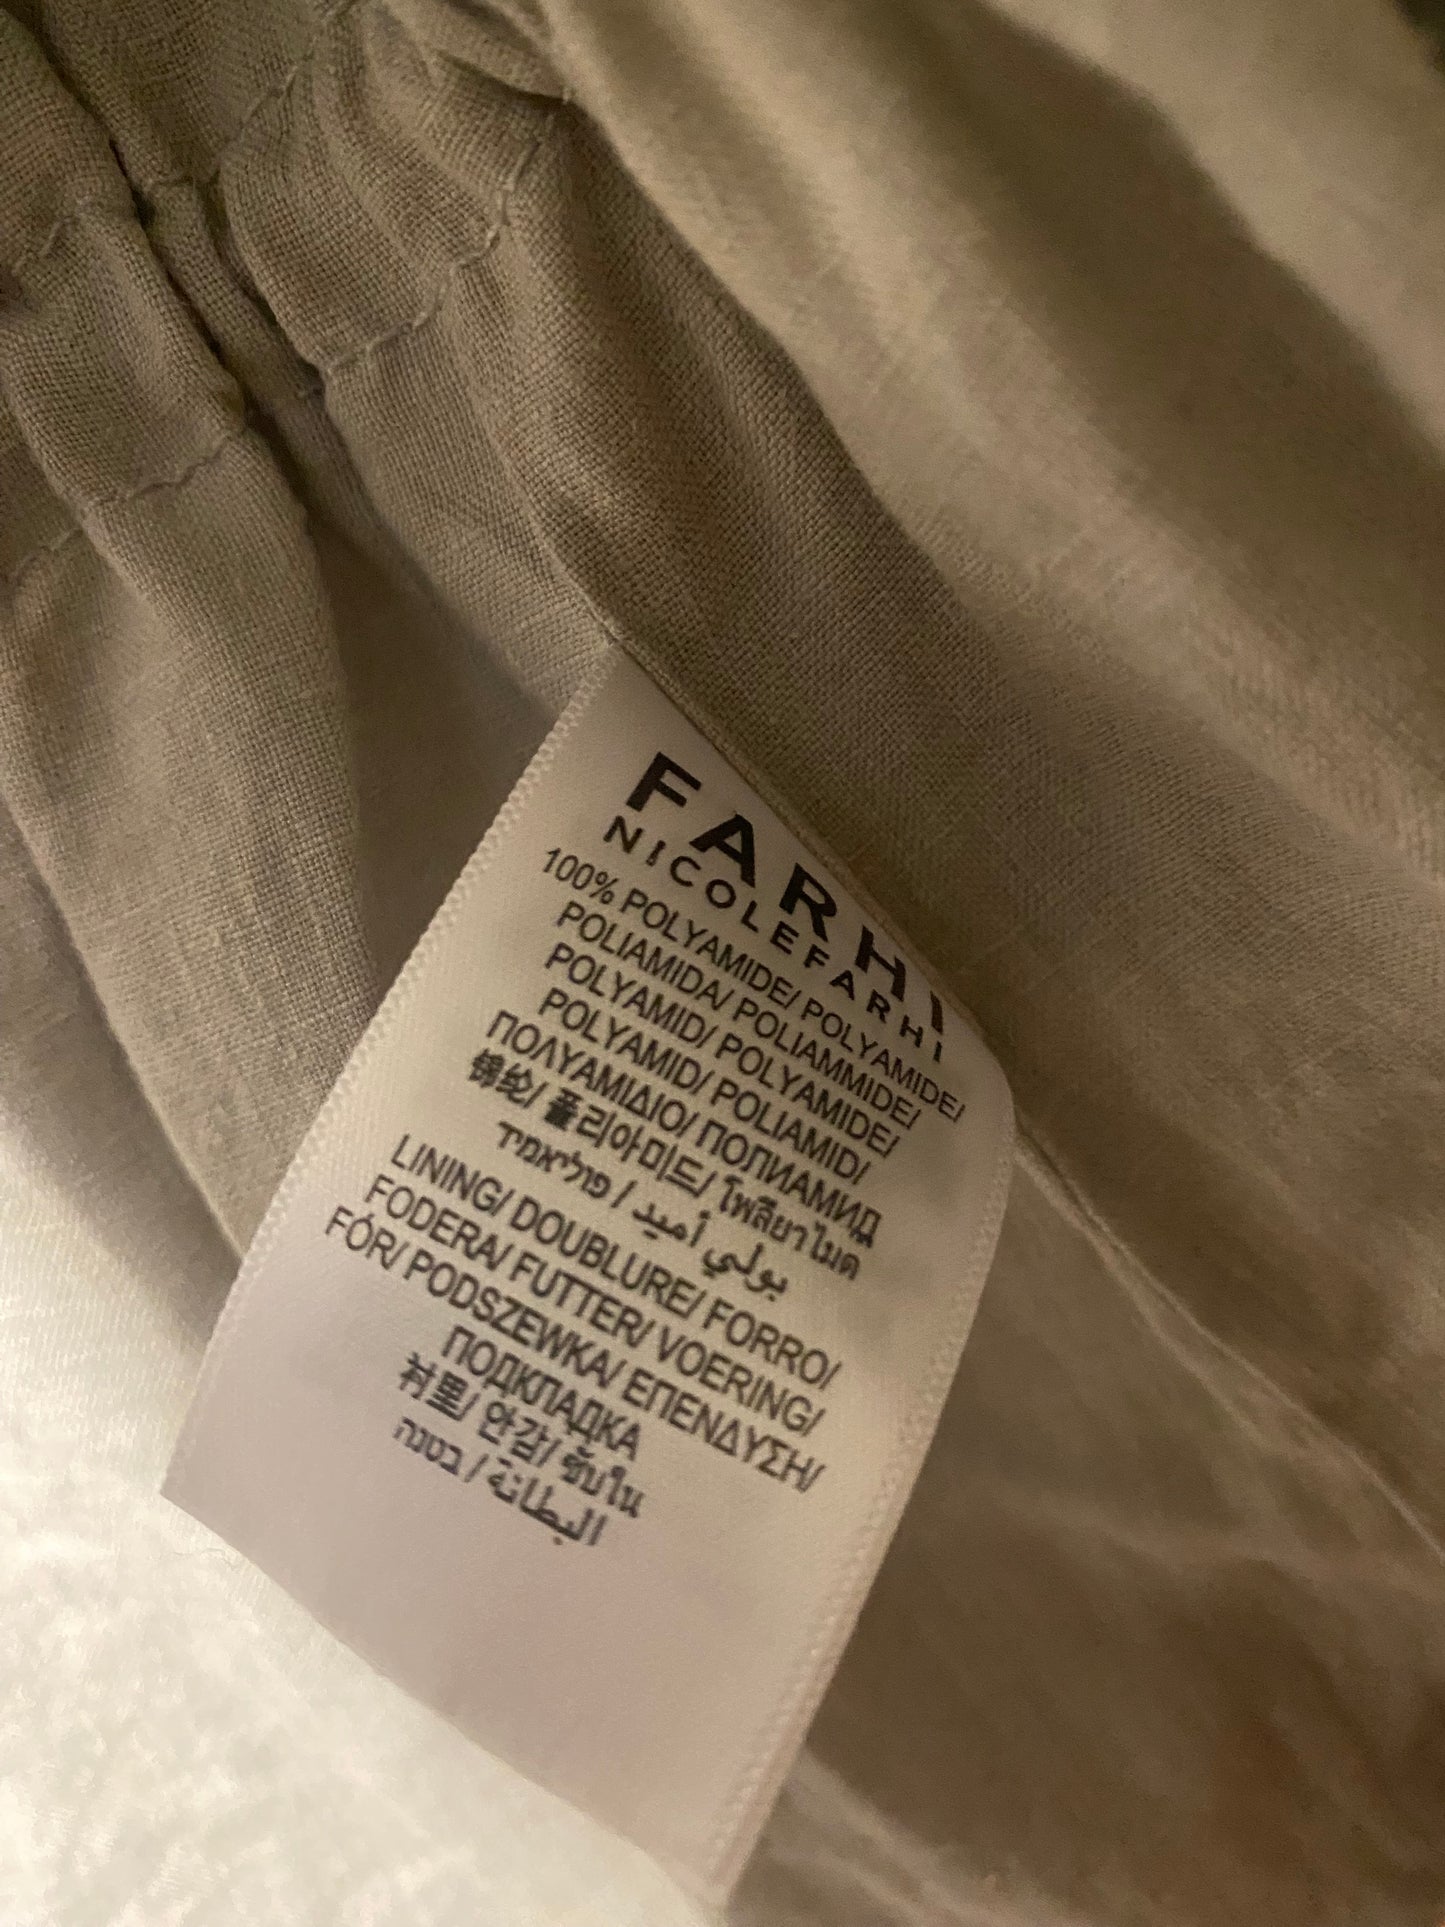 FARHI
NICOLEFARHI
100% POLYAMIDE/ POLYAMIDE/
POLIAMIDA/ POLIAMMIDE/
POLYAMID/ POLYAMIDE/
POLYAMID/ POLIAMID/
ΠΟΛΥΑΜΙΔΙΟ/ ПОЛИАМИД
锦纶/ 폴리아미드/ โพลียาไมด
بولي أميد / פוליאמיד
LINING/ DOUBLURE/ FORRO/
FODERA/ FUTTER/ VOERING/
FÓR/ PODSZEWKA/ ΕΠΕΝΔΥΣΗ/
ПОДКЛАДКА
衬里/ 안감/ ซับใน
البطانة / בטנה